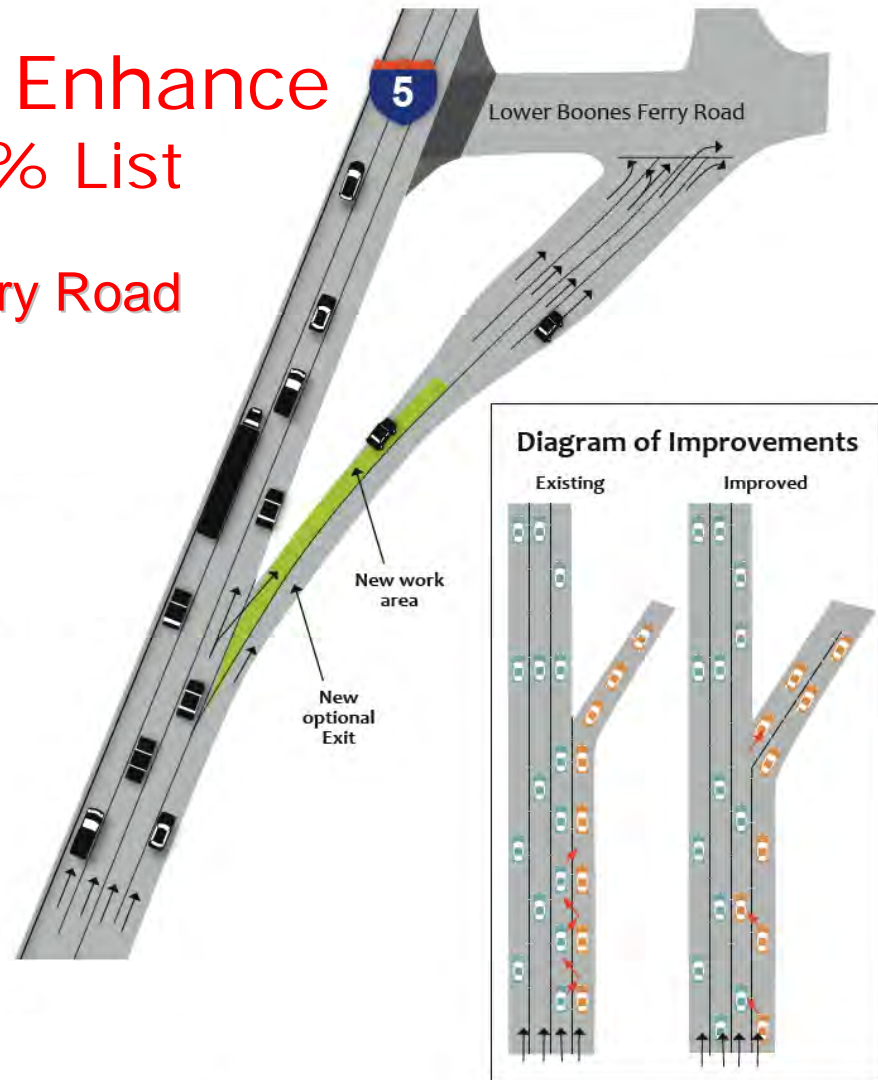 Enhance
% List
ry Road
5
Lower Boones Ferry Road
New work
area
New
optional
Exit
Diagram of Improvements
Existing
Improved